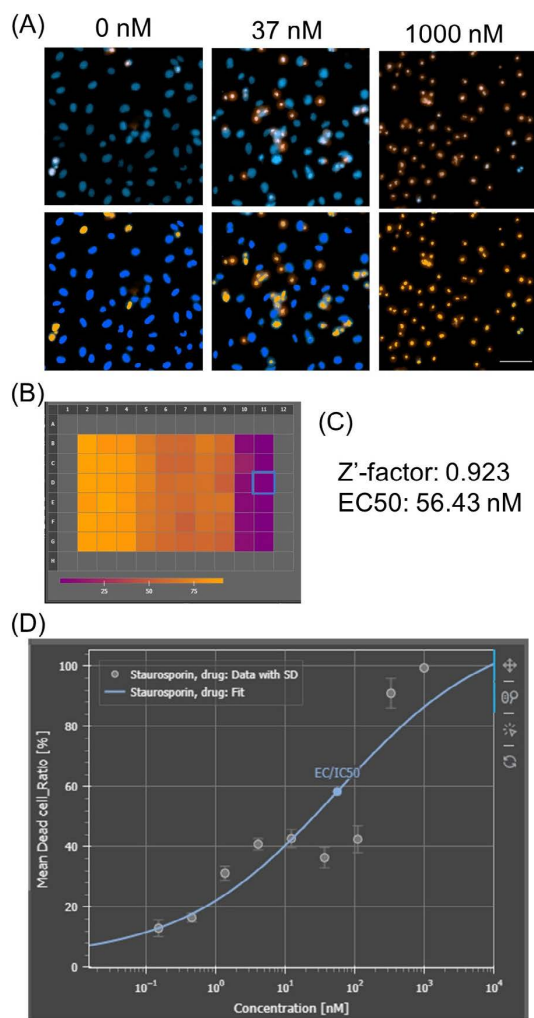 (A)
0 nM 37 nM 1000 nM
(B)
1 2 3 4 5 6 7 8 9 10 11 12
A
B
C
D
E
F
G
H
25 50 75
(C)
Z'-factor: 0.923
EC50: 56.43 nM
(D)
Staurosporin, drug: Data with SD
Staurosporin, drug: Fit
EC/IC50
Mean Dead cell_Ratio [%]
100
80
60
40
20
0
10⁻¹ 10⁰ 10¹ 10² 10³ 10⁴
Concentration [nM]